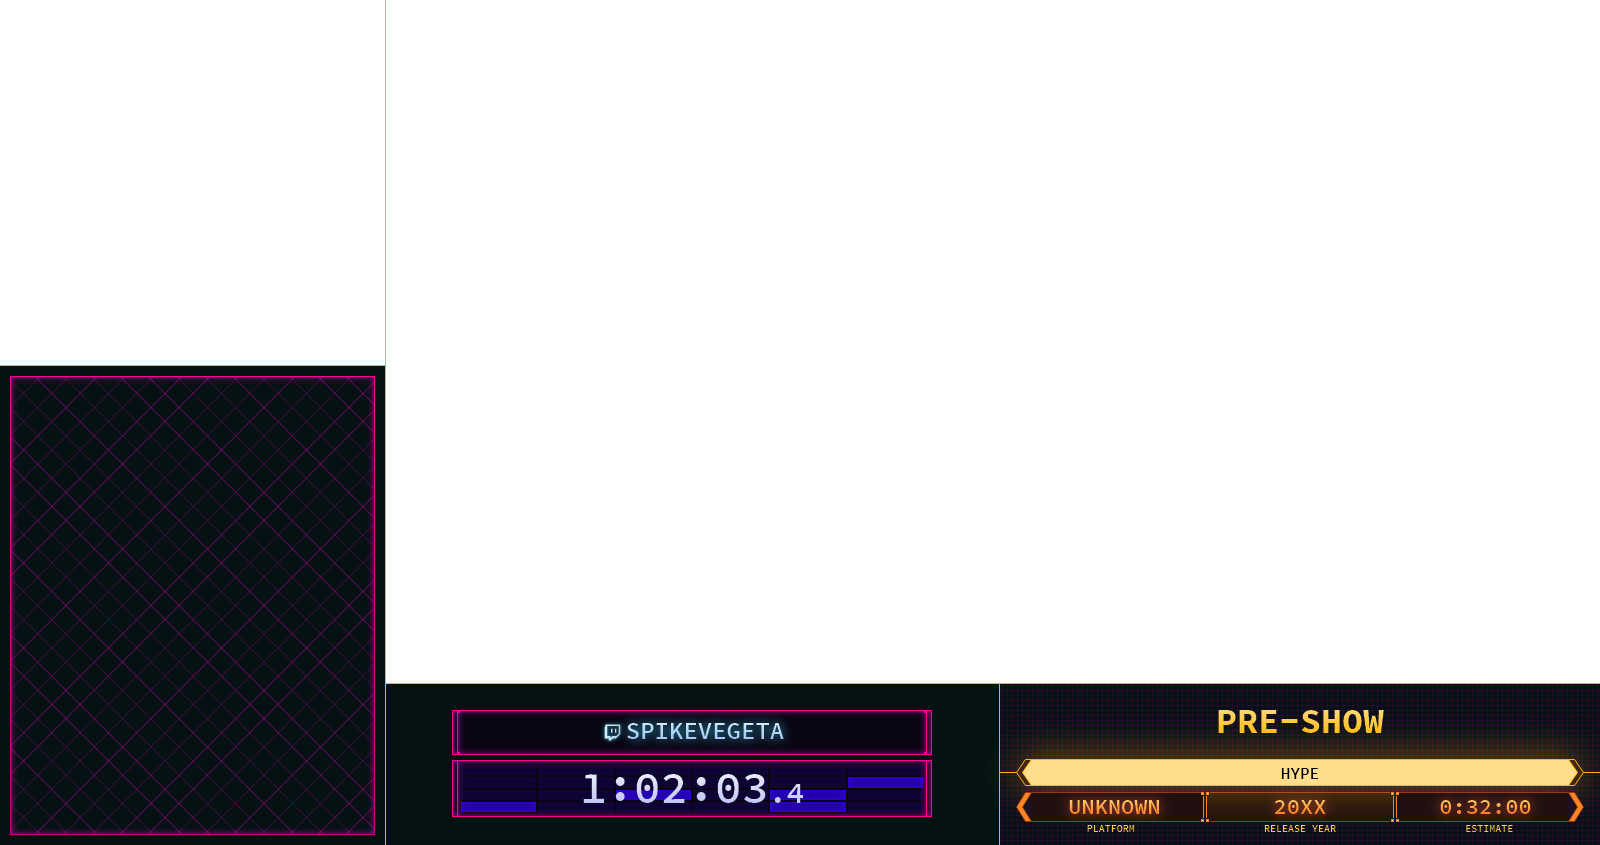 SPIKEVEGETA
1:02:03.4
PRE-SHOW
HYPE
UNKNOWN 20XX 0:32:00
PLATFORM RELEASE YEAR ESTIMATE